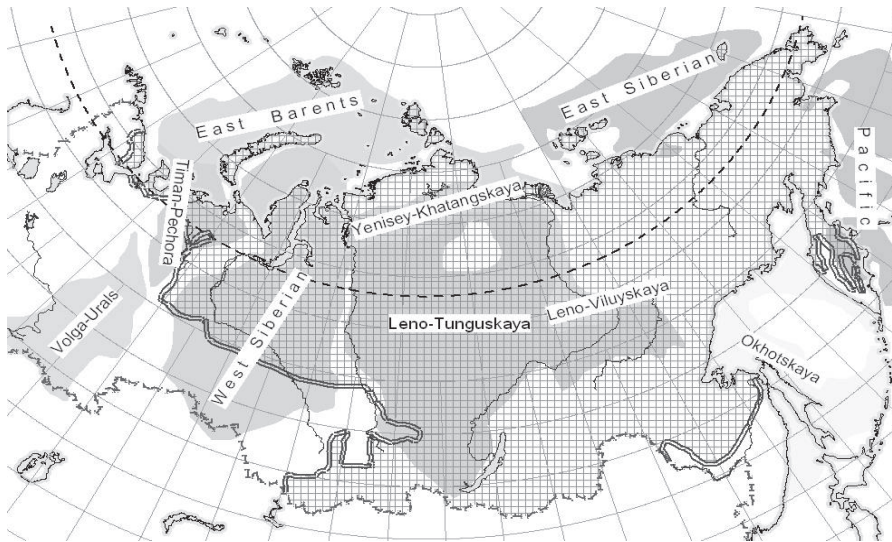 East Barents
East Siberian
Timan-Pechora
Pacific
Yenisey-Khatangskaya
Volga-Urals
West Siberian
Leno-Tunguskaya
Leno-Viluyskaya
Okhotskaya